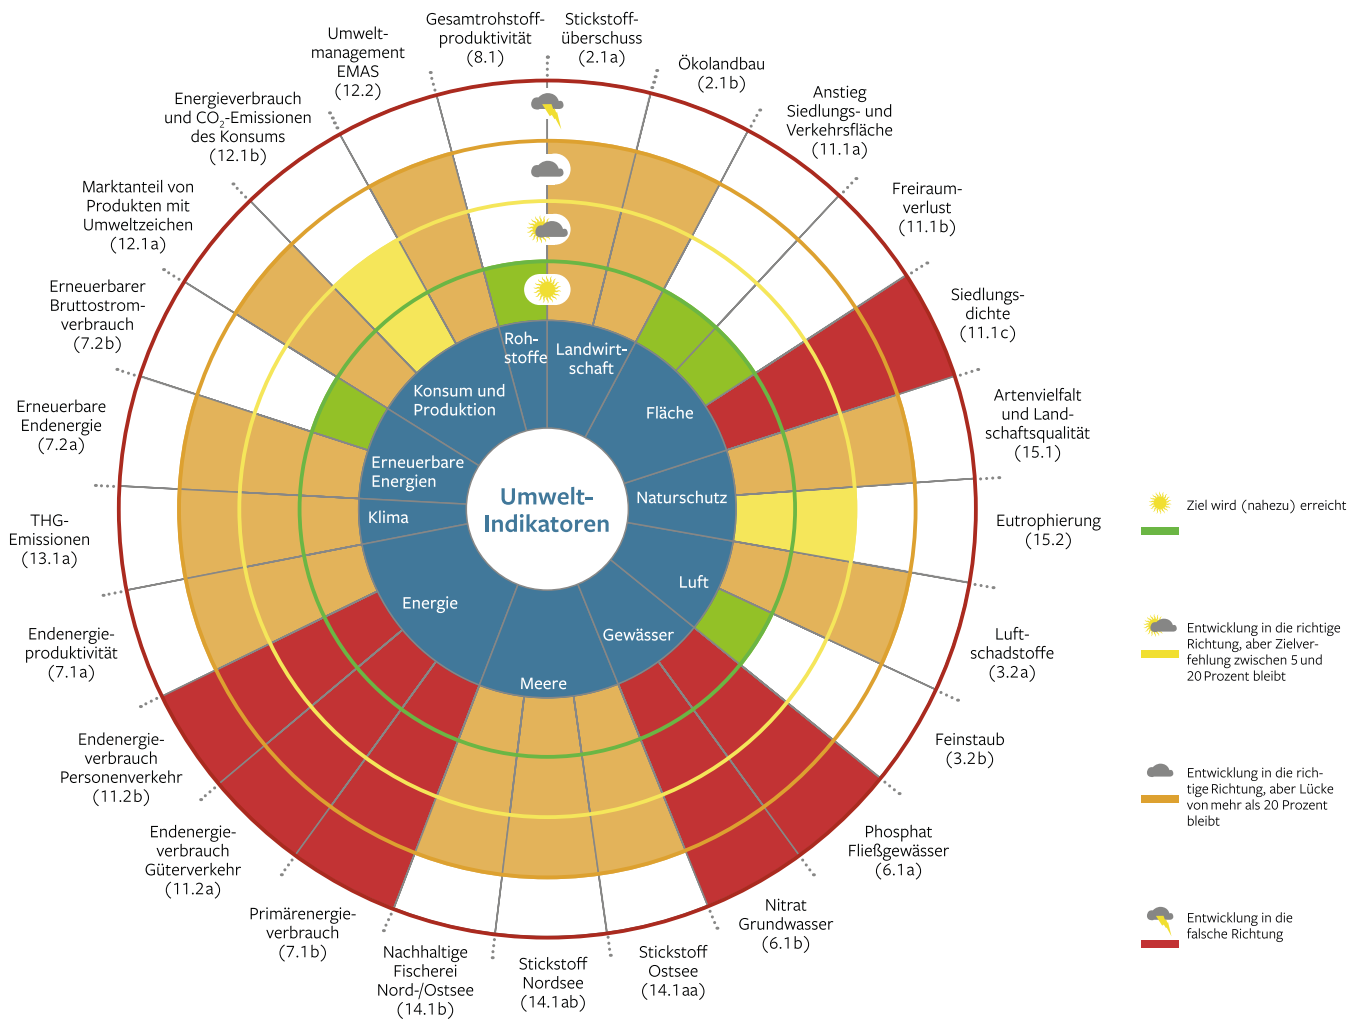 Gesamtrohstoff-
produktivität
(8.1)
Stickstoff-
überschuss
(2.1a)
Ökolandbau
(2.1b)
Anstieg
Siedlungs- und
Verkehrsfläche
(11.1a)
Freiraum-
verlust
(11.1b)
Siedlungs-
dichte
(11.1c)
Artenvielfalt
und Land-
schaftsqualität
(15.1)
Eutrophierung
(15.2)
Luft-
schadstoffe
(3.2a)
Feinstaub
(3.2b)
Phosphat
Fließgewässer
(6.1a)
Nitrat
Grundwasser
(6.1b)
Stickstoff
Ostsee
(14.1aa)
Stickstoff
Nordsee
(14.1ab)
Nachhaltige
Fischerei
Nord-/Ostsee
(14.1b)
Primärenergie-
verbrauch
(7.1b)
Endenergie-
verbrauch
Güterverkehr
(11.2a)
Endenergie-
verbrauch
Personenverkehr
(11.2b)
Endenergie-
produktivität
(7.1a)
THG-
Emissionen
(13.1a)
Erneuerbare
Endenergie
(7.2a)
Erneuerbarer
Bruttostrom-
verbrauch
(7.2b)
Marktanteil von
Produkten mit
Umweltzeichen
(12.1a)
Energieverbrauch
und CO₂-Emissionen
des Konsums
(12.1b)
Umwelt-
management
EMAS
(12.2)
Roh-
stoffe
Landwirt-
schaft
Fläche
Naturschutz
Luft
Gewässer
Meere
Energie
Klima
Erneuerbare
Energien
Konsum und
Produktion
Umwelt-
Indikatoren
Ziel wird (nahezu) erreicht
Entwicklung in die richtige
Richtung, aber Zielver-
fehlung zwischen 5 und
20 Prozent bleibt
Entwicklung in die rich-
tige Richtung, aber Lücke
von mehr als 20 Prozent
bleibt
Entwicklung in die
falsche Richtung